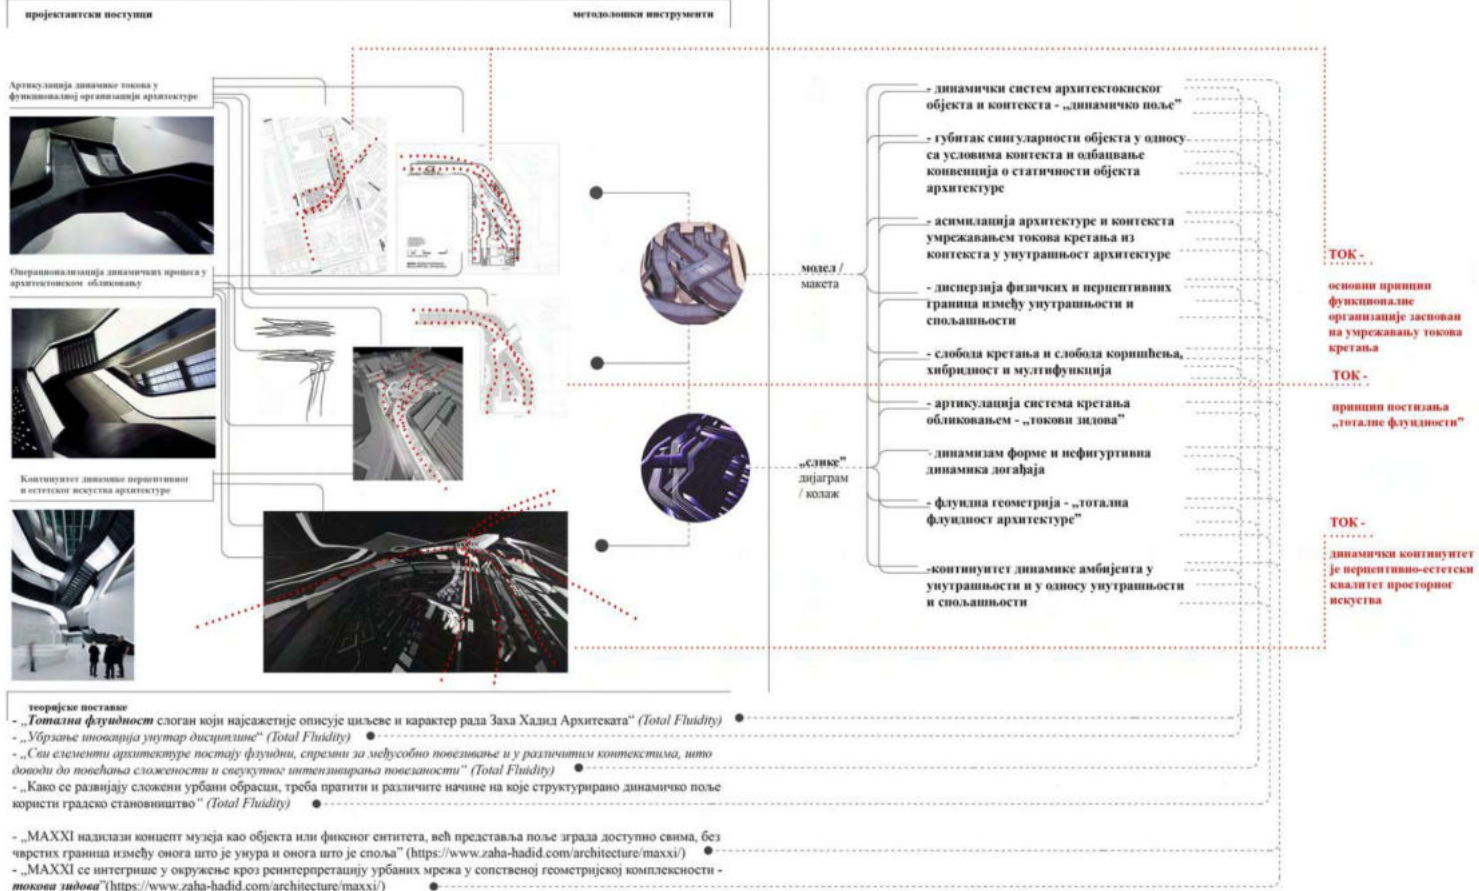 пројектантски поступци
методолошки инструменти
Артикулација динамике токова у
функционалној организацији архитектуре
Операционализација динамичких процеса у
архитектонском обликовању
Континуитет динамике перцептивног
и естетског искуства архитектуре
модел /
макета
„слике”
дијаграм
/ колаж
- динамички систем архитектокнског
објекта и контекста - „динамичко поље”
- губитак сингуларности објекта у односу
са условима контекста и одбацвање
конвенција о статичности објекта
архитектуре
- асимилација архитектуре и контекста
умрежавањем токова кретања из
контекста у унутрашњост архитектуре
- дисперзија физичких и перцептивних
граница између унутрашњости и
спољашњости
- слобода кретања и слобода коришћења,
хибридност и мултифункција
- артикулација система кретања
обликовањем - „токови зидова”
- динамизам форме и нефигуртивна
динамика догађаја
- флуидна геометрија - „тотална
флуидност архитектуре”
-континуитет динамике амбијента у
унутрашњости и у односу унутрашњости
и спољашњости
ТОК -
основни принцип
функционалне
организације заснован
на умрежавању токова
кретања
ТОК -
принцип постизања
„тоталне флуидности”
ТОК -
динамички континуитет
је перцептивно-естетски
квалитет просторног
искуства
теоријске поставке
- „Тотална флуидност слоган који најсажетије описује циљеве и карактер рада Заха Хадид Архитеката“ (Total Fluidity)
- „Убрзање иновација унутар дисциплине“ (Total Fluidity)
- „Сви елементи архитектуре постају флуидни, спремни за међусобно повезивање и у различитим контекстима, што
доводи до повећања сложености и свеукупног интензивирања повезаности” (Total Fluidity)
- „Како се развијају сложени урбани обрасци, треба пратити и различите начине на које структурирано динамичко поље
користи градско становништво” (Total Fluidity)
- „MAXXI надилази концепт музеја као објекта или фиксног ентитета, већ представља поље зграда доступно свима, без
чврстих граница између онога што је унура и онога што је споља” (https://www.zaha-hadid.com/architecture/maxxi/)
- „MAXXI се интегрише у окружење кроз реинтерпретацију урбаних мрежа у сопственој геометријској комплексности -
токова зидова”(https://www.zaha-hadid.com/architecture/maxxi/)